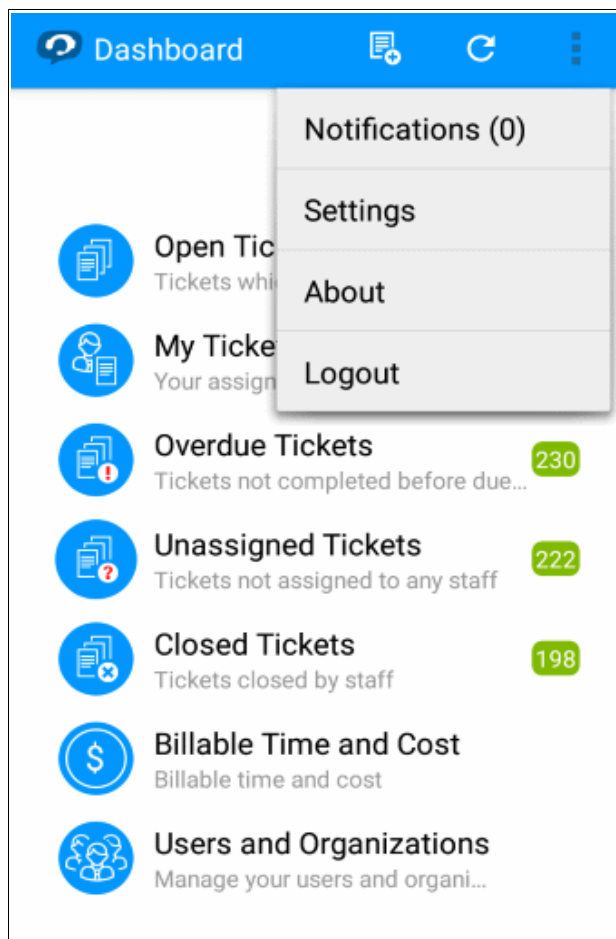 Dashboard
Notifications (0)
Settings
Open Tic
Tickets whi
About
My Ticke
Your assign
Logout
Overdue Tickets
230
Tickets not completed before due...
Unassigned Tickets
222
Tickets not assigned to any staff
Closed Tickets
198
Tickets closed by staff
$
Billable Time and Cost
Billable time and cost
Users and Organizations
Manage your users and organi...